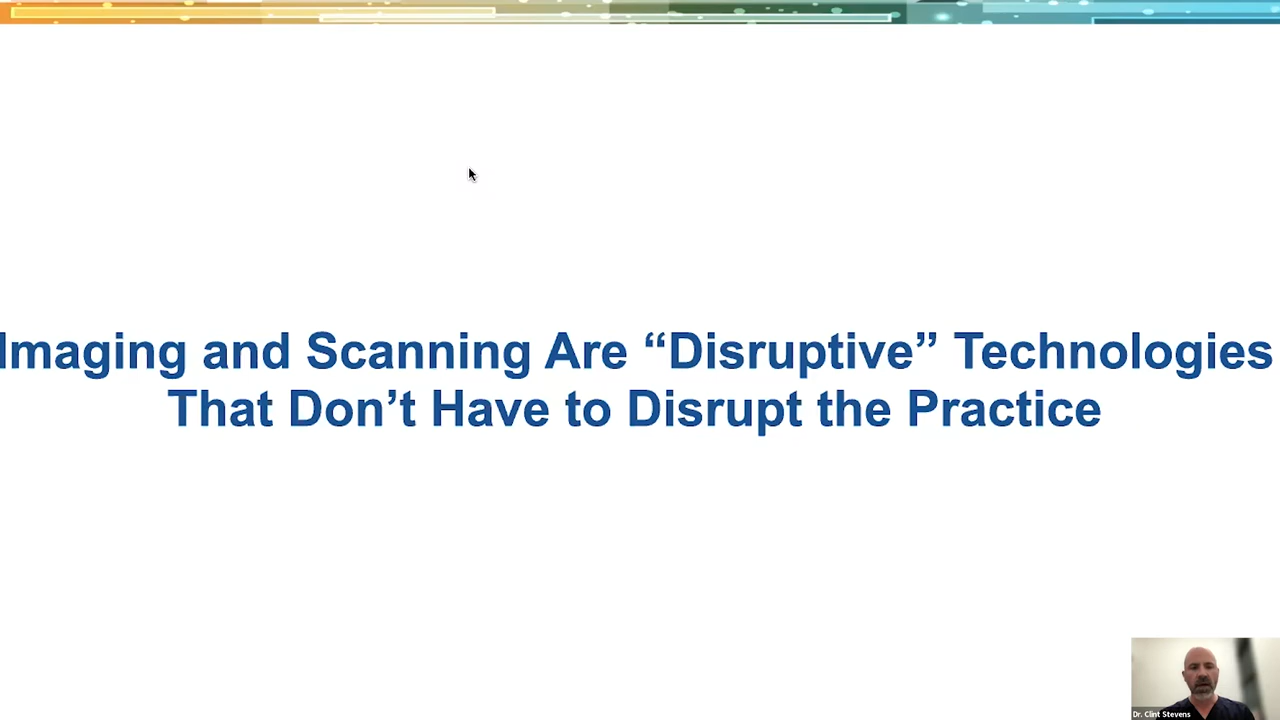 Imaging and Scanning Are “Disruptive” Technologies
That Don’t Have to Disrupt the Practice
Dr. Clint Stevens